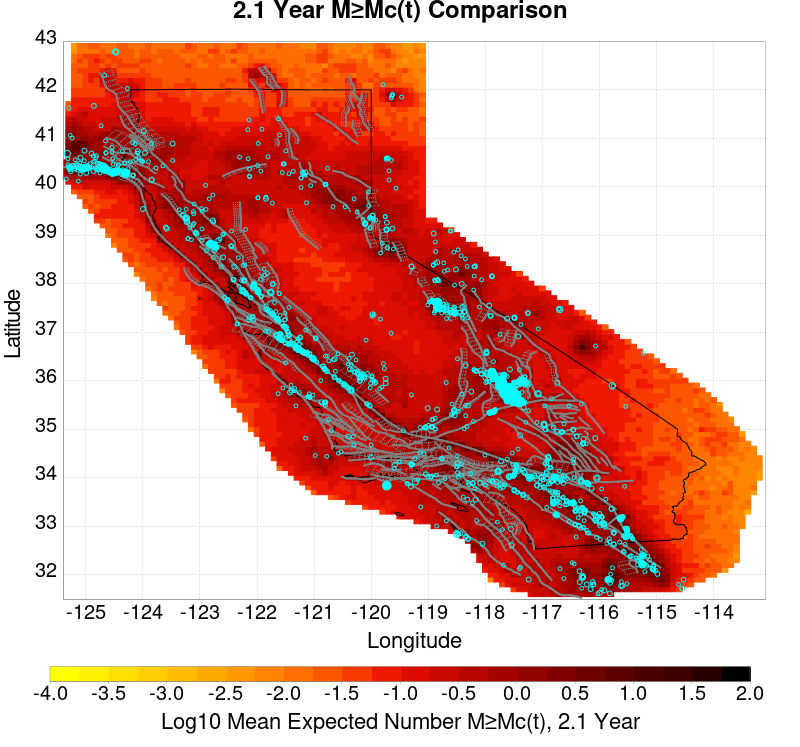 2.1 Year M≥Mc(t) Comparison
43
42
41
40
39
38
37
36
35
34
33
32
Latitude
-125 -124 -123 -122 -121 -120 -119 -118 -117 -116 -115 -114
Longitude
-4.0 -3.5 -3.0 -2.5 -2.0 -1.5 -1.0 -0.5 0.0 0.5 1.0 1.5 2.0
Log10 Mean Expected Number M≥Mc(t), 2.1 Year